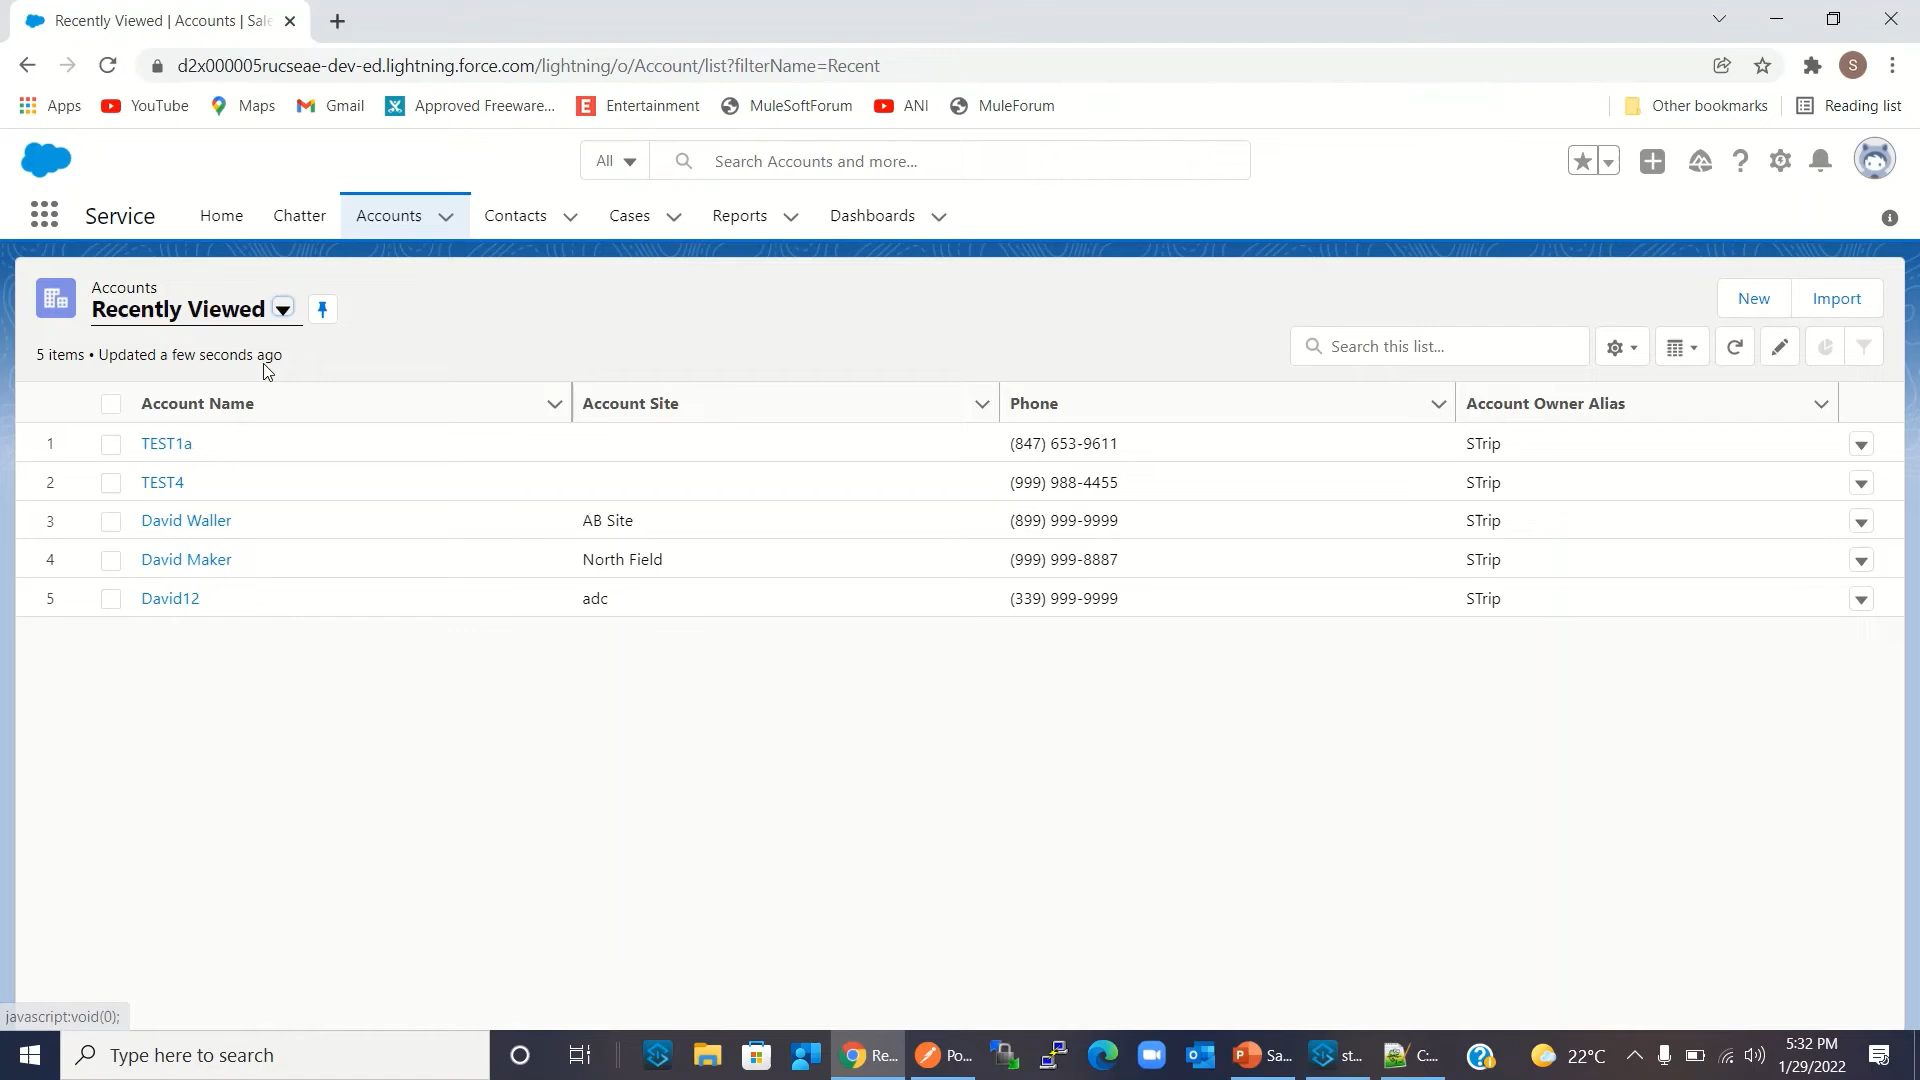 Recently Viewed | Accounts | Sale
d2x000005rucseae-dev-ed.lightning.force.com/lightning/o/Account/list?filterName=Recent
S
Apps YouTube Maps Gmail Approved Freeware... Entertainment MuleSoftForum ANI MuleForum Other bookmarks Reading list
All Search Accounts and more...
Service Home Chatter Accounts Contacts Cases Reports Dashboards
Accounts
Recently Viewed
New Import
5 items • Updated a few seconds ago
Search this list...
Account Name Account Site Phone Account Owner Alias
1 TEST1a (847) 653-9611 STrip
2 TEST4 (999) 988-4455 STrip
3 David Waller AB Site (899) 999-9999 STrip
4 David Maker North Field (999) 999-8887 STrip
5 David12 adc (339) 999-9999 STrip
javascript:void(0);
Type here to search
Re... Po... Sa... st... C:...
22°C
5:32 PM
1/29/2022